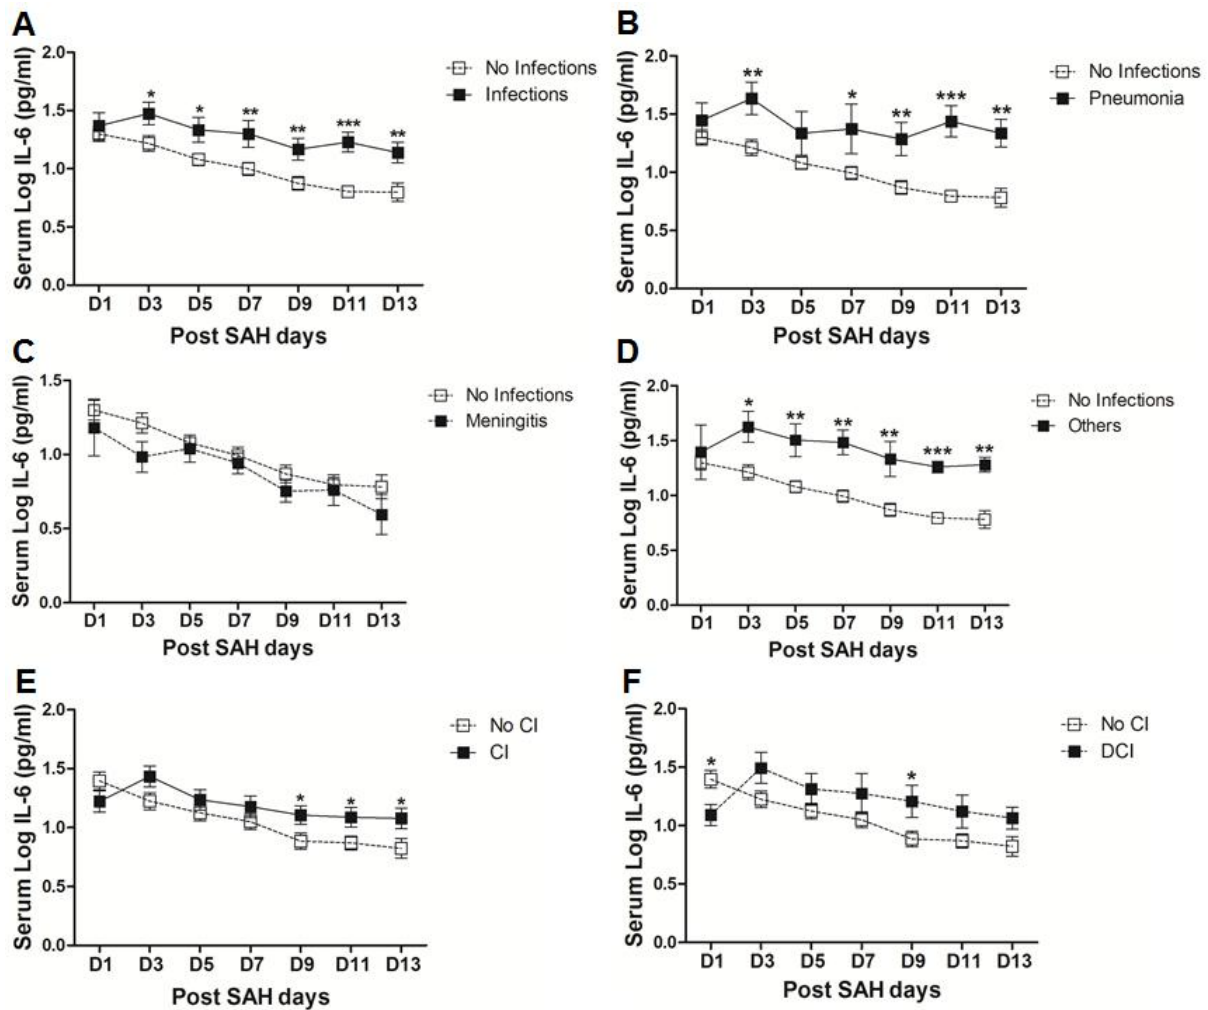 A
Serum Log IL-6 (pg/ml)
2.0
1.5
1.0
0.5
0.0
* * ** ** *** **
No Infections
Infections
D1 D3 D5 D7 D9 D11 D13
Post SAH days
B
Serum Log IL-6 (pg/ml)
2.0
1.5
1.0
0.5
0.0
** * ** *** **
No Infections
Pneumonia
D1 D3 D5 D7 D9 D11 D13
Post SAH days
C
Serum Log IL-6 (pg/ml)
1.5
1.0
0.5
0.0
No Infections
Meningitis
D1 D3 D5 D7 D9 D11 D13
Post SAH days
D
Serum Log IL-6 (pg/ml)
2.0
1.5
1.0
0.5
0.0
* ** ** ** *** **
No Infections
Others
D1 D3 D5 D7 D9 D11 D13
Post SAH days
E
Serum Log IL-6 (pg/ml)
2.0
1.5
1.0
0.5
0.0
* * *
No CI
CI
D1 D3 D5 D7 D9 D11 D13
Post SAH days
F
Serum Log IL-6 (pg/ml)
2.0
1.5
1.0
0.5
0.0
* *
No CI
DCI
D1 D3 D5 D7 D9 D11 D13
Post SAH days